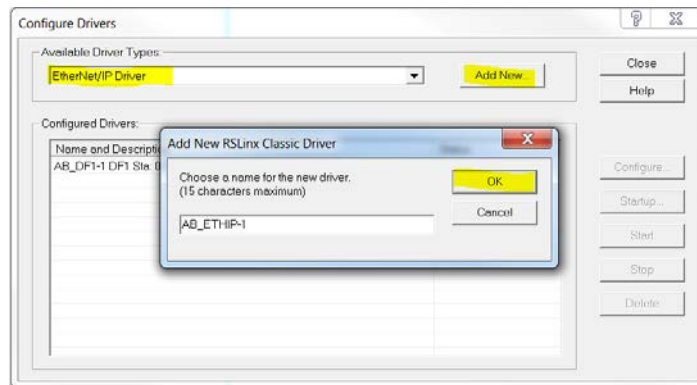 Configure Drivers
Available Driver Types:
EtherNet/IP Driver
Add New...
Close
Help
Configured Drivers:
Name and Descripti
AB_DF1-1 DF1 Sta: 0
Add New RSLinx Classic Driver
Choose a name for the new driver.
(15 characters maximum)
AB_ETHIP-1
OK
Cancel
Configure...
Startup...
Start
Stop
Delete